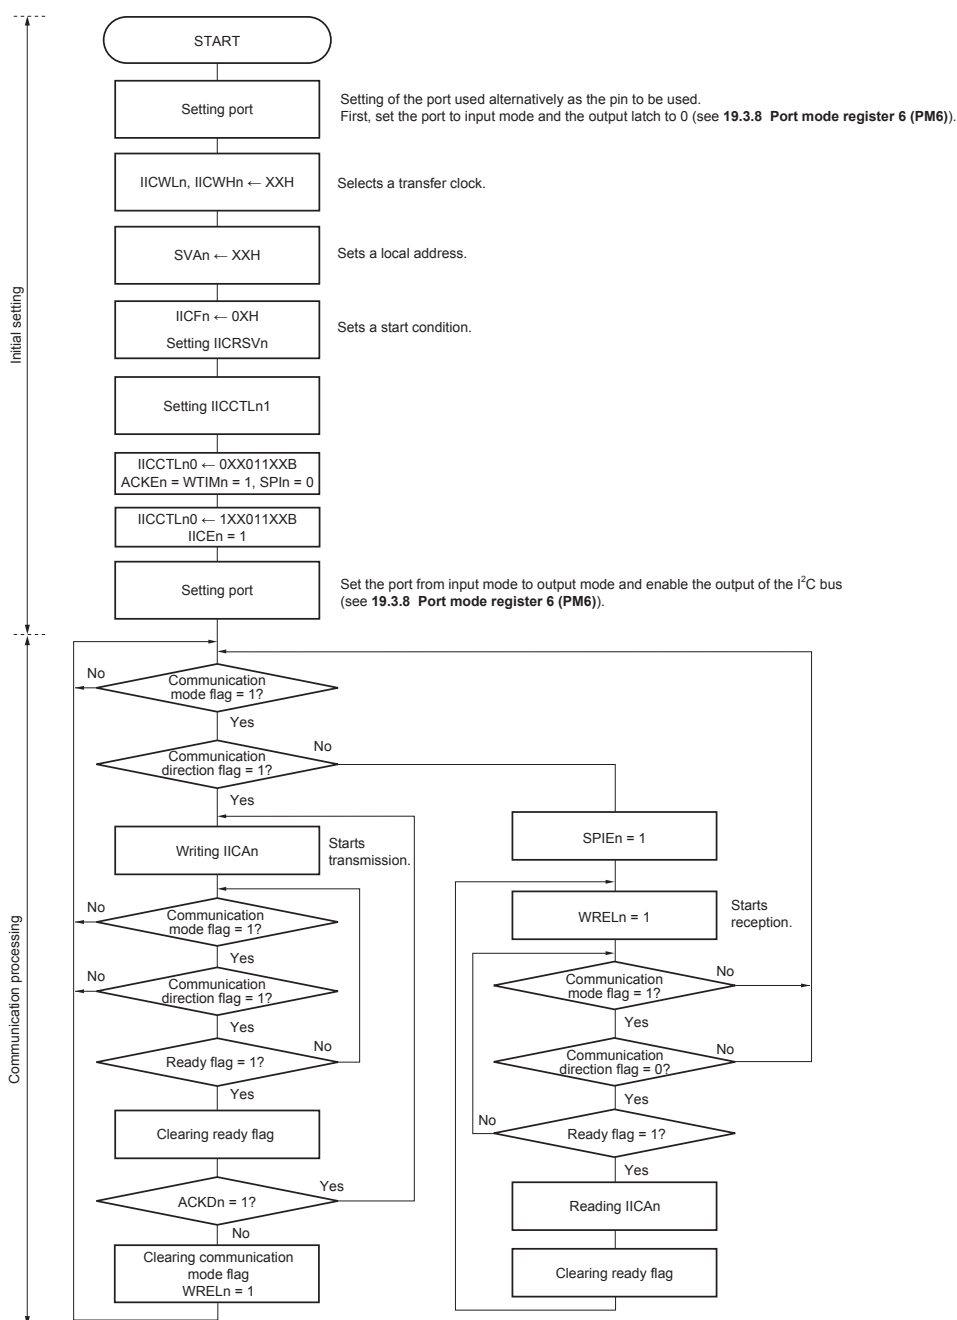 START
Setting port
Setting of the port used alternatively as the pin to be used.
First, set the port to input mode and the output latch to 0 (see 19.3.8 Port mode register 6 (PM6)).
IICWLn, IICWHn ← XXH
Selects a transfer clock.
SVAn ← XXH
Sets a local address.
IICFn ← 0XH
Setting IICRSVn
Sets a start condition.
Initial setting
Setting IICCTLn1
IICCTLn0 ← 0XX011XXB
ACKEn = WTIMn = 1, SPIn = 0
IICCTLn0 ← 1XX011XXB
IICEn = 1
Setting port
Set the port from input mode to output mode and enable the output of the I²C bus
(see 19.3.8 Port mode register 6 (PM6)).
No
Communication
mode flag = 1?
Yes
No
Communication
direction flag = 1?
Yes
Writing IICAn
Starts
transmission.
SPIEn = 1
No
Communication
mode flag = 1?
Yes
WRELn = 1
Starts
reception.
No
Communication
direction flag = 1?
Yes
Communication
mode flag = 1?
No
Yes
Ready flag = 1?
No
Yes
Communication
direction flag = 0?
No
Yes
Communication processing
Clearing ready flag
No
Ready flag = 1?
Yes
ACKDn = 1?
Yes
No
Reading IICAn
Clearing communication
mode flag
WRELn = 1
Clearing ready flag